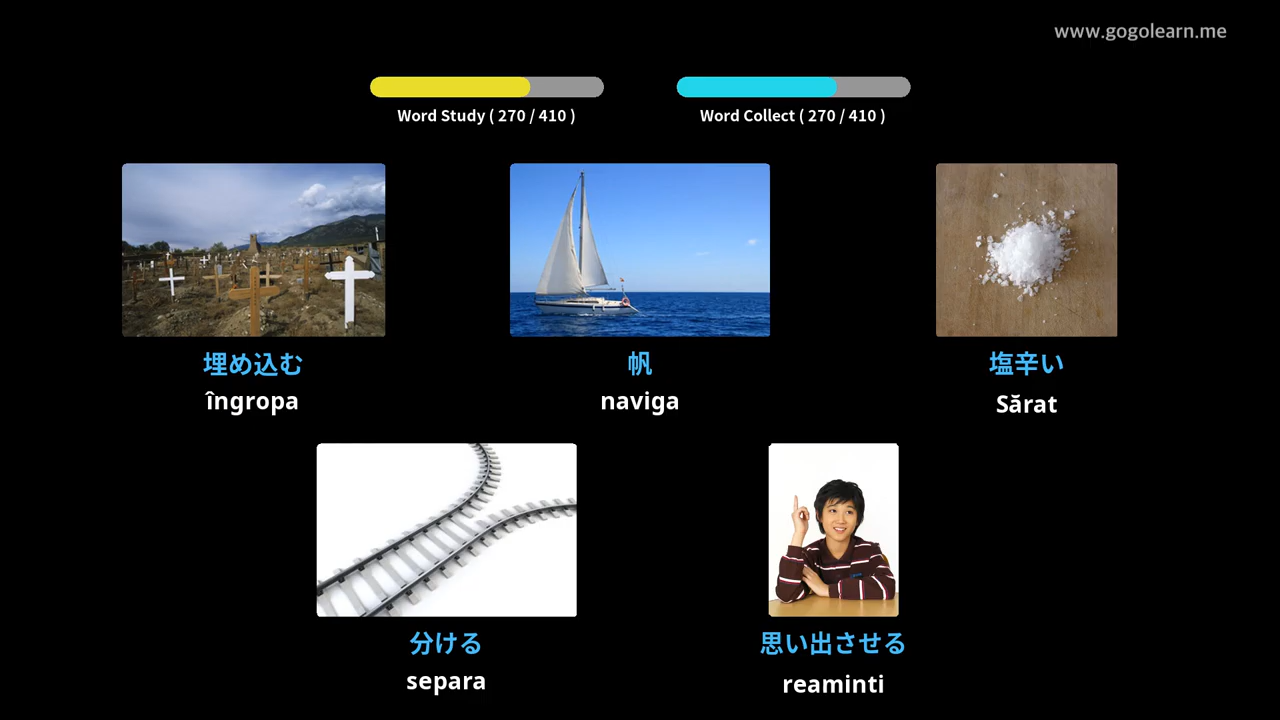 www.gogolearn.me
Word Study ( 270 / 410 )
Word Collect ( 270 / 410 )
埋め込む
îngropa
帆
naviga
塩辛い
Sărat
分ける
separa
思い出させる
reaminti